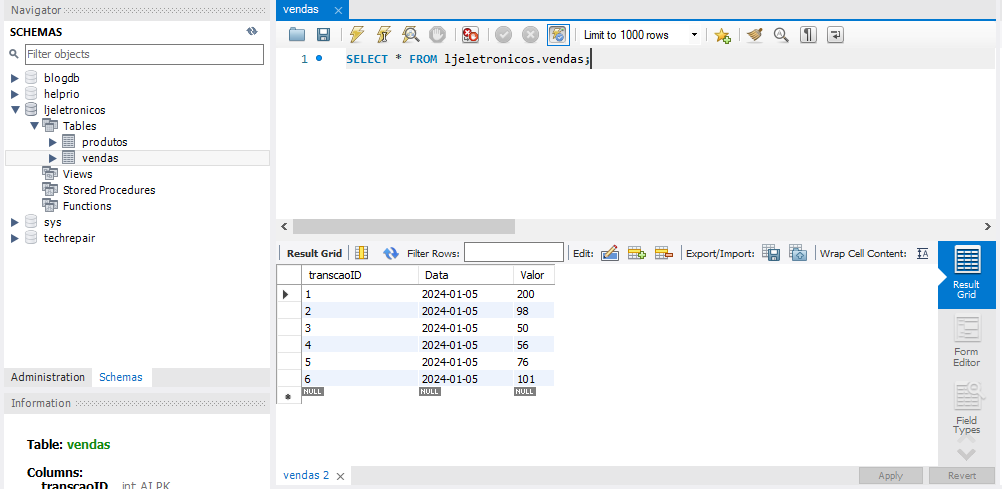 Navigator
SCHEMAS
Filter objects
blogdb
helprio
ljeletronicos
Tables
produtos
vendas
Views
Stored Procedures
Functions
sys
techrepair
Administration Schemas
Information
Table: vendas
Columns:
transcaoID int AI PK
vendas
Limit to 1000 rows
1 SELECT * FROM ljeletronicos.vendas;
Result Grid Filter Rows: Edit: Export/Import: Wrap Cell Content:
transcaoID Data Valor
1 2024-01-05 200
2 2024-01-05 98
3 2024-01-05 50
4 2024-01-05 56
5 2024-01-05 76
6 2024-01-05 101
NULL NULL NULL
Result
Grid
Form
Editor
Field
Types
vendas 2
Apply Revert